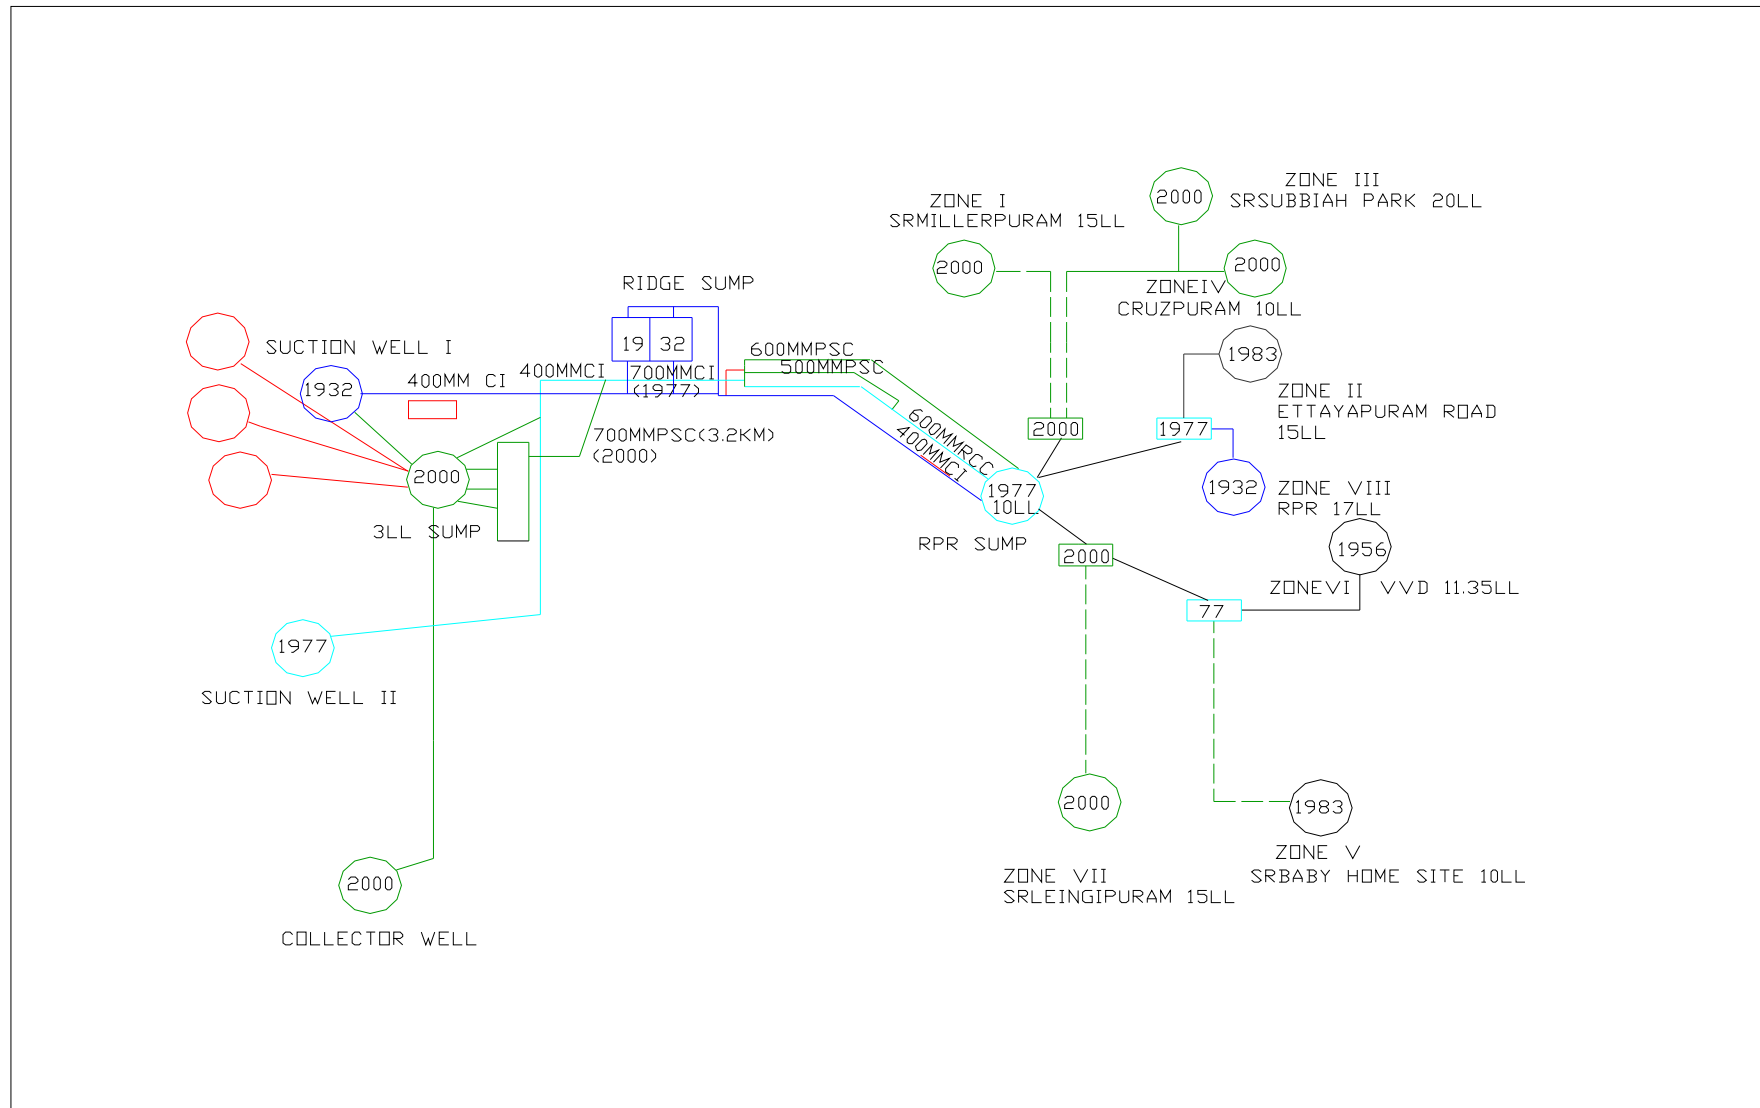 ZONE III
SRSUBBIAH PARK 20LL
2000
ZONE I
SRMILLERPURAM 15LL
2000
2000
ZONEIV
CRUZPURAM 10LL
RIDGE SUMP
19 32
SUCTION WELL I
1932
400MM CI
400MMCI
700MMCI
(1977)
600MMPSC
500MMPSC
1983
ZONE II
ETTAYAPURAM ROAD
15LL
700MMPSC(3.2KM)
(2000)
600MMRCC
400MMCI
2000
1977
2000
3LL SUMP
1977
10LL
RPR SUMP
1932
ZONE VIII
RPR 17LL
2000
1956
ZONEVI VVD 11.35LL
77
1977
SUCTION WELL II
2000
1983
ZONE V
SRBABY HOME SITE 10LL
ZONE VII
SRLEINGIPURAM 15LL
2000
COLLECTOR WELL